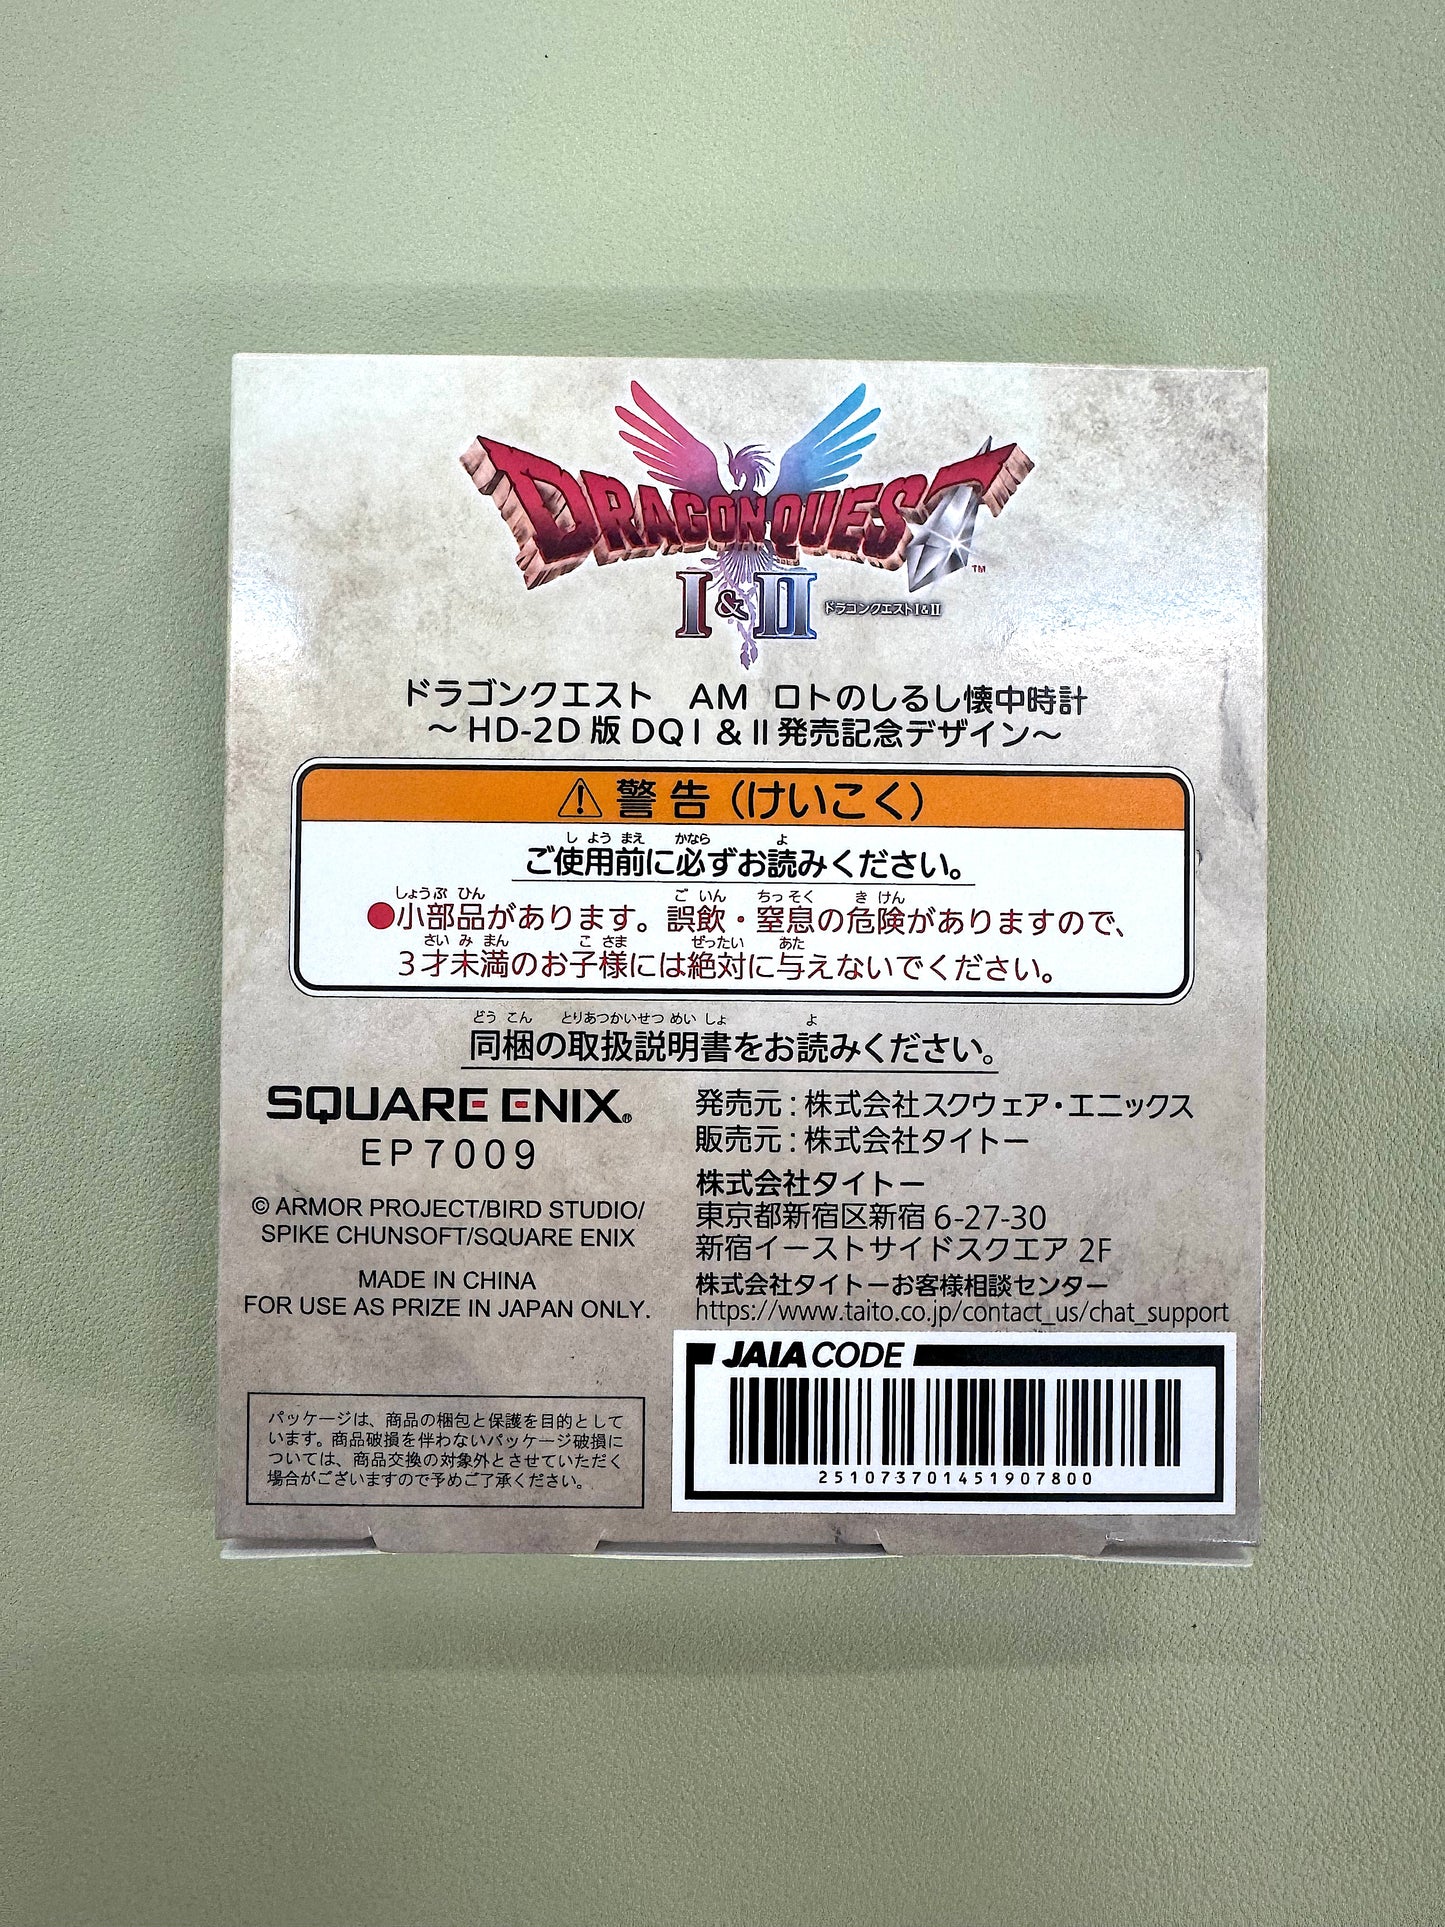 DRAGON QUEST
I&II
TM
ドラゴンクエストI&II
ドラゴンクエスト AM ロトのしるし懐中時計
～HD-2D版DQI&II発売記念デザイン～
⚠警告（けいこく）
しようまえ かなら よ
ご使用前に必ずお読みください。
しょうぶひん ごいん ちっそく きけん
●小部品があります。誤飲・窒息の危険がありますので、
さいみまん こさま ぜったい あた
3才未満のお子様には絶対に与えないでください。
どうこん とりあつかいせつめいしょ よ
同梱の取扱説明書をお読みください。
SQUARE ENIX®
EP7009
© ARMOR PROJECT/BIRD STUDIO/
SPIKE CHUNSOFT/SQUARE ENIX
MADE IN CHINA
FOR USE AS PRIZE IN JAPAN ONLY.
発売元：株式会社スクウェア・エニックス
販売元：株式会社タイトー
株式会社タイトー
東京都新宿区新宿 6-27-30
新宿イーストサイドスクエア 2F
株式会社タイトーお客様相談センター
https://www.taito.co.jp/contact_us/chat_support
パッケージは、商品の梱包と保護を目的として
います。商品破損を伴わないパッケージ破損に
ついては、商品交換の対象外とさせていただく
場合がございますので予めご了承ください。
JAIA CODE
251073701451907800